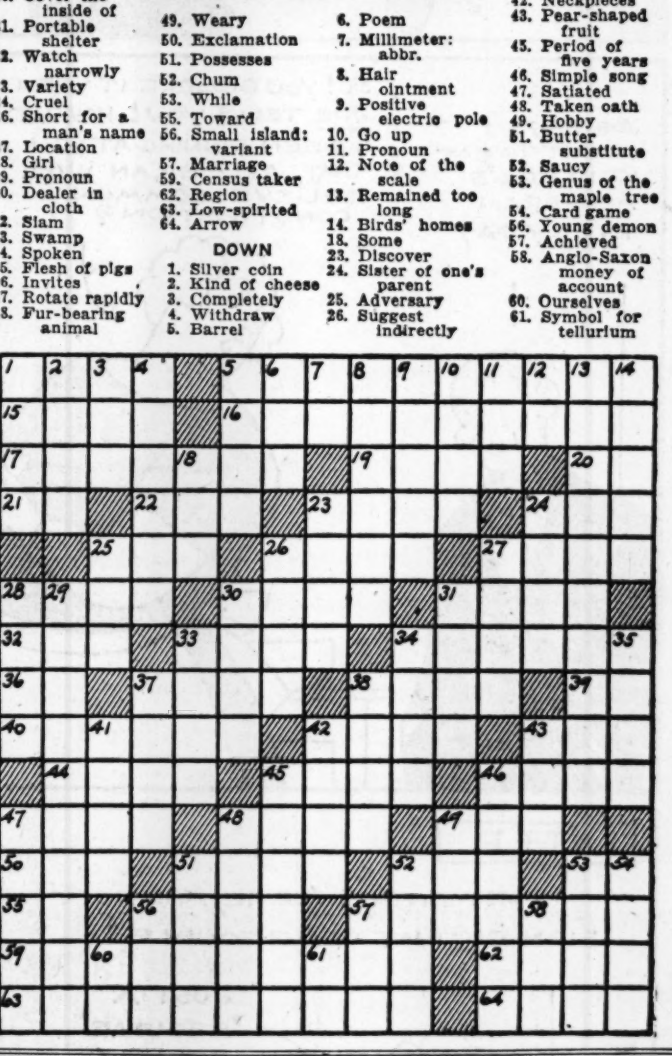 inside of
1. Portable
shelter
2. Watch
narrowly
3. Variety
4. Cruel
6. Short for a
man's name
7. Location
8. Girl
9. Pronoun
0. Dealer in
cloth
2. Slam
3. Swamp
4. Spoken
5. Flesh of pigs
6. Invites
7. Rotate rapidly
8. Fur-bearing
animal
49. Weary
50. Exclamation
51. Possesses
52. Chum
53. While
55. Toward
56. Small island:
variant
57. Marriage
59. Census taker
62. Region
63. Low-spirited
64. Arrow
DOWN
1. Silver coin
2. Kind of cheese
3. Completely
4. Withdraw
5. Barrel
6. Poem
7. Millimeter:
abbr.
8. Hair
ointment
9. Positive
electric pole
10. Go up
11. Pronoun
12. Note of the
scale
13. Remained too
long
14. Birds' homes
18. Some
23. Discover
24. Sister of one's
parent
25. Adversary
26. Suggest
indirectly
42. Neckpieces
43. Pear-shaped
fruit
45. Period of
five years
46. Simple song
47. Satiated
48. Taken oath
49. Hobby
51. Butter
substitute
52. Saucy
53. Genus of the
maple tree
54. Card game
56. Young demon
57. Achieved
58. Anglo-Saxon
money of
account
60. Ourselves
61. Symbol for
tellurium
1 2 3 4 5 6 7 8 9 10 11 12 13 14
15 16
17 18 19 20
21 22 23 24
25 26 27
28 29 30 31
32 33 34 35
36 37 38 39
40 41 42 43
44 45 46
47 48 49
50 51 52 53 54
55 56 57 58
59 60 61 62
63 64